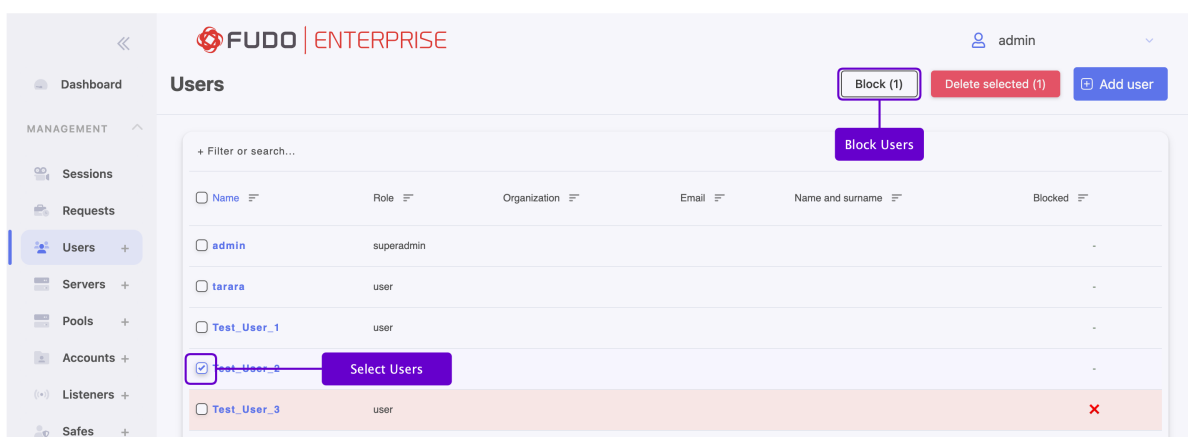 FUDO ENTERPRISE
admin
Dashboard
Users
Block (1)
Delete selected (1)
Add user
MANAGEMENT
Block Users
+ Filter or search...
Sessions
Name
Role
Organization
Email
Name and surname
Blocked
Requests
Users +
admin
superadmin
-
Servers +
tarara
user
-
Pools +
Test_User_1
user
-
Accounts +
Test_User_2
Select Users
-
Listeners +
Test_User_3
user
Safes +